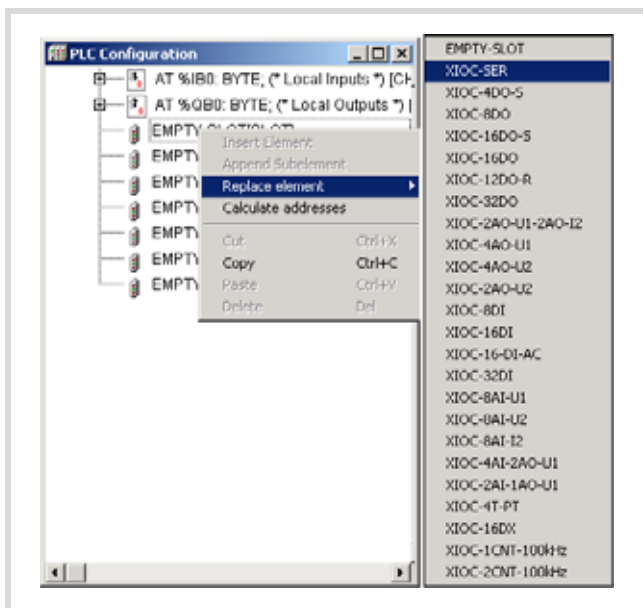 PLC Configuration
AT %IB0: BYTE; (* Local Inputs *) [CH
AT %QB0: BYTE; (* Local Outputs *) [
EMPTY-SLOT[SLOT]
EMPTY
EMPTY
EMPTY
EMPTY
EMPTY
EMPTY
Insert Element
Append Subelement
Replace element
Calculate addresses
Cut Ctrl+X
Copy Ctrl+C
Paste Ctrl+V
Delete Del
EMPTY-SLOT
XIOC-SER
XIOC-4DO-S
XIOC-8DO
XIOC-16DO-S
XIOC-16DO
XIOC-12DO-R
XIOC-32DO
XIOC-2AO-U1-2AO-I2
XIOC-4AO-U1
XIOC-4AO-U2
XIOC-2AO-U2
XIOC-8DI
XIOC-16DI
XIOC-16-DI-AC
XIOC-32DI
XIOC-8AI-U1
XIOC-8AI-U2
XIOC-8AI-I2
XIOC-4AI-2AO-U1
XIOC-2AI-1AO-U1
XIOC-4T-PT
XIOC-16DX
XIOC-1CNT-100kHz
XIOC-2CNT-100kHz